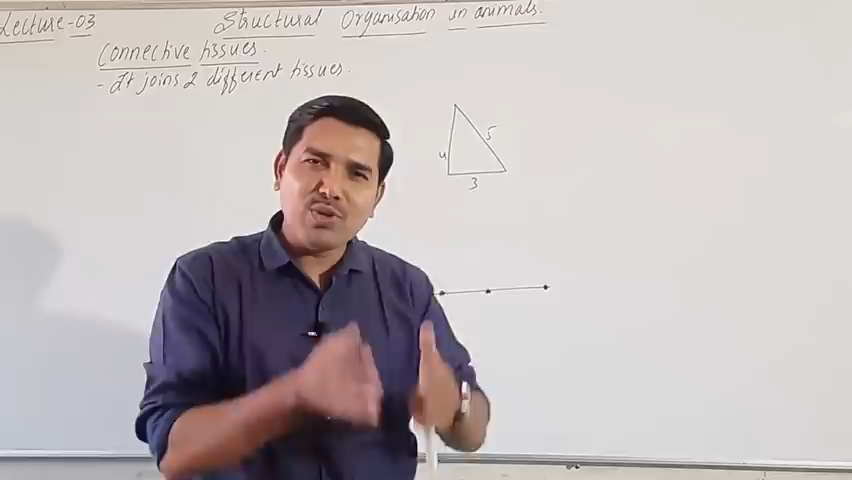 Lecture-03
Structural Organisation in animals.
Connective tissues.
- It joins 2 different tissues.
4
5
3